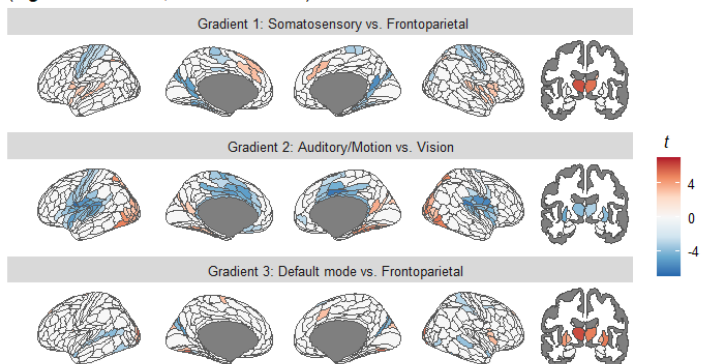 Gradient 1: Somatosensory vs. Frontoparietal
Gradient 2: Auditory/Motion vs. Vision
t
4
0
-4
Gradient 3: Default mode vs. Frontoparietal